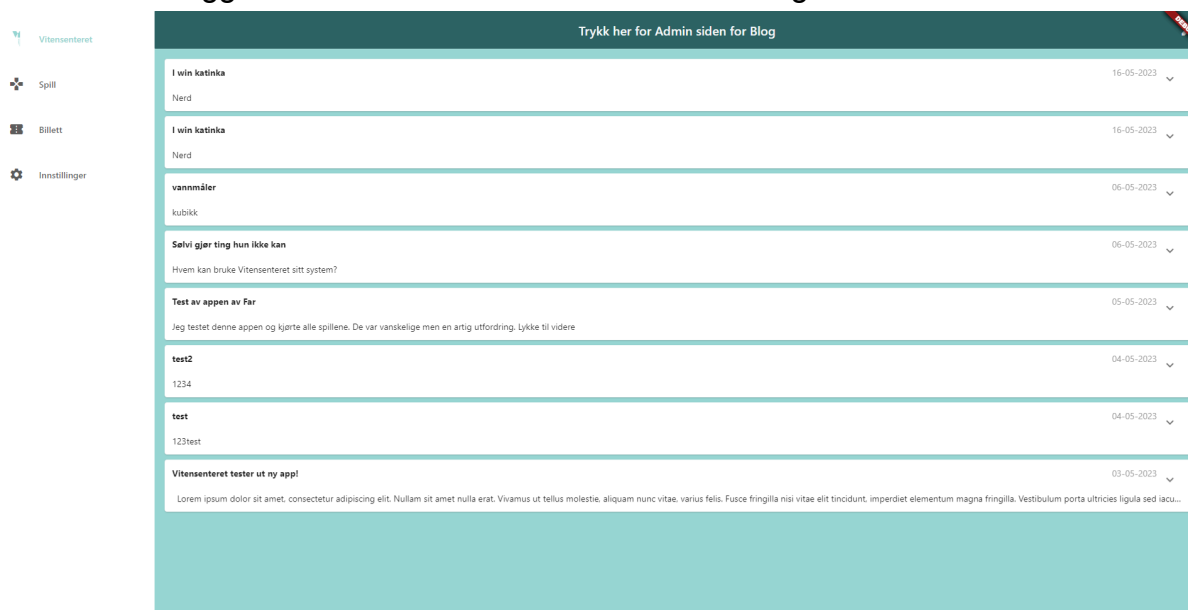 Vitensenteret
Spill
Billett
Innstillinger
Trykk her for Admin siden for Blog
I win katinka
16-05-2023
Nerd
I win katinka
16-05-2023
Nerd
vannmåler
06-05-2023
kubikk
Sølvi gjør ting hun ikke kan
06-05-2023
Hvem kan bruke Vitensenteret sitt system?
Test av appen av Far
05-05-2023
Jeg testet denne appen og kjørte alle spillene. De var vanskelige men en artig utfordring. Lykke til videre
test2
04-05-2023
1234
test
04-05-2023
123test
Vitensenteret tester ut ny app!
03-05-2023
Lorem ipsum dolor sit amet, consectetur adipiscing elit. Nullam sit amet nulla erat. Vivamus ut tellus molestie, aliquam nunc vitae, varius felis. Fusce fringilla nisi vitae elit tincidunt, imperdiet elementum magna fringilla. Vestibulum porta ultricies ligula sed iacu...